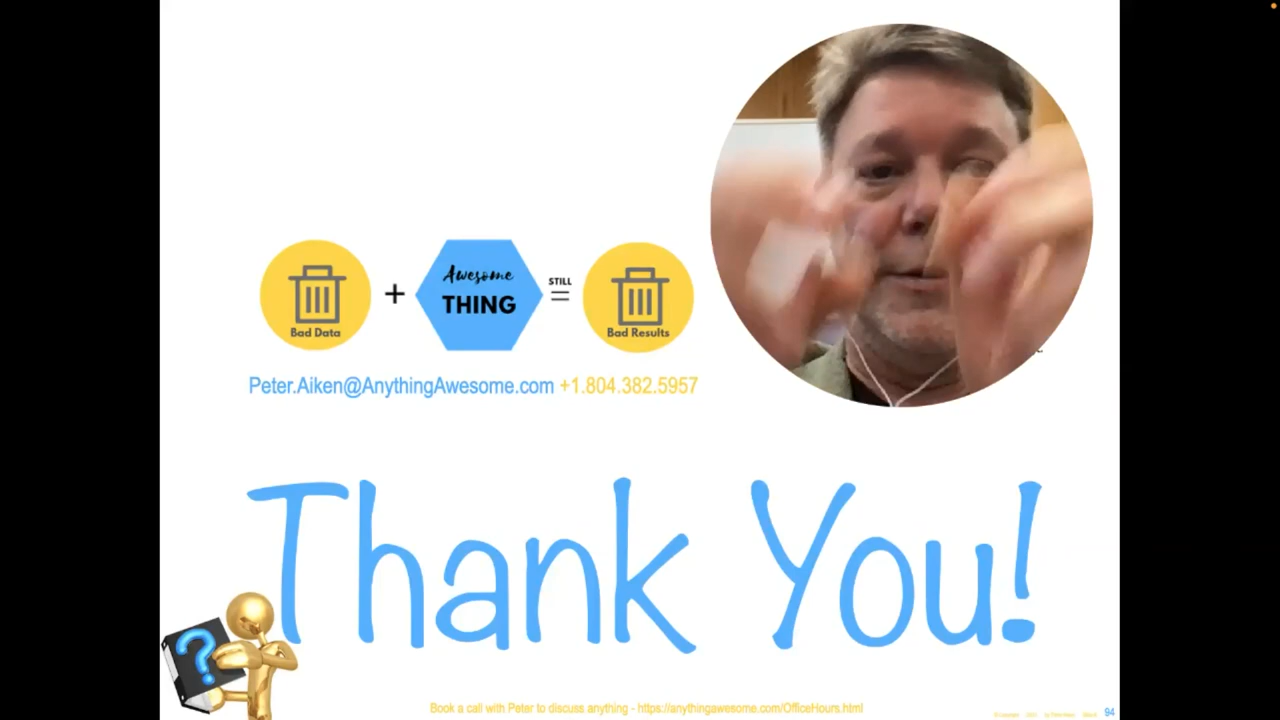 Awesome
THING
STILL
=
+
Bad Data
Bad Results
Peter.Aiken@AnythingAwesome.com +1.804.382.5957
Thank You!
?
Book a call with Peter to discuss anything - https://anythingawesome.com/OfficeHours.html
94